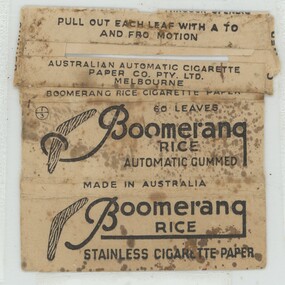 PULL OUT EACH LEAF WITH A TO
AND FRO MOTION
AUSTRALIAN AUTOMATIC CIGARETTE
PAPER CO. PTY. LTD.
MELBOURNE
BOOMERANG RICE CIGARETTE PAPER
60 LEAVES
Boomerang
RICE
AUTOMATIC GUMMED
MADE IN AUSTRALIA
Boomerang
RICE
STAINLESS CIGARETTE PAPER